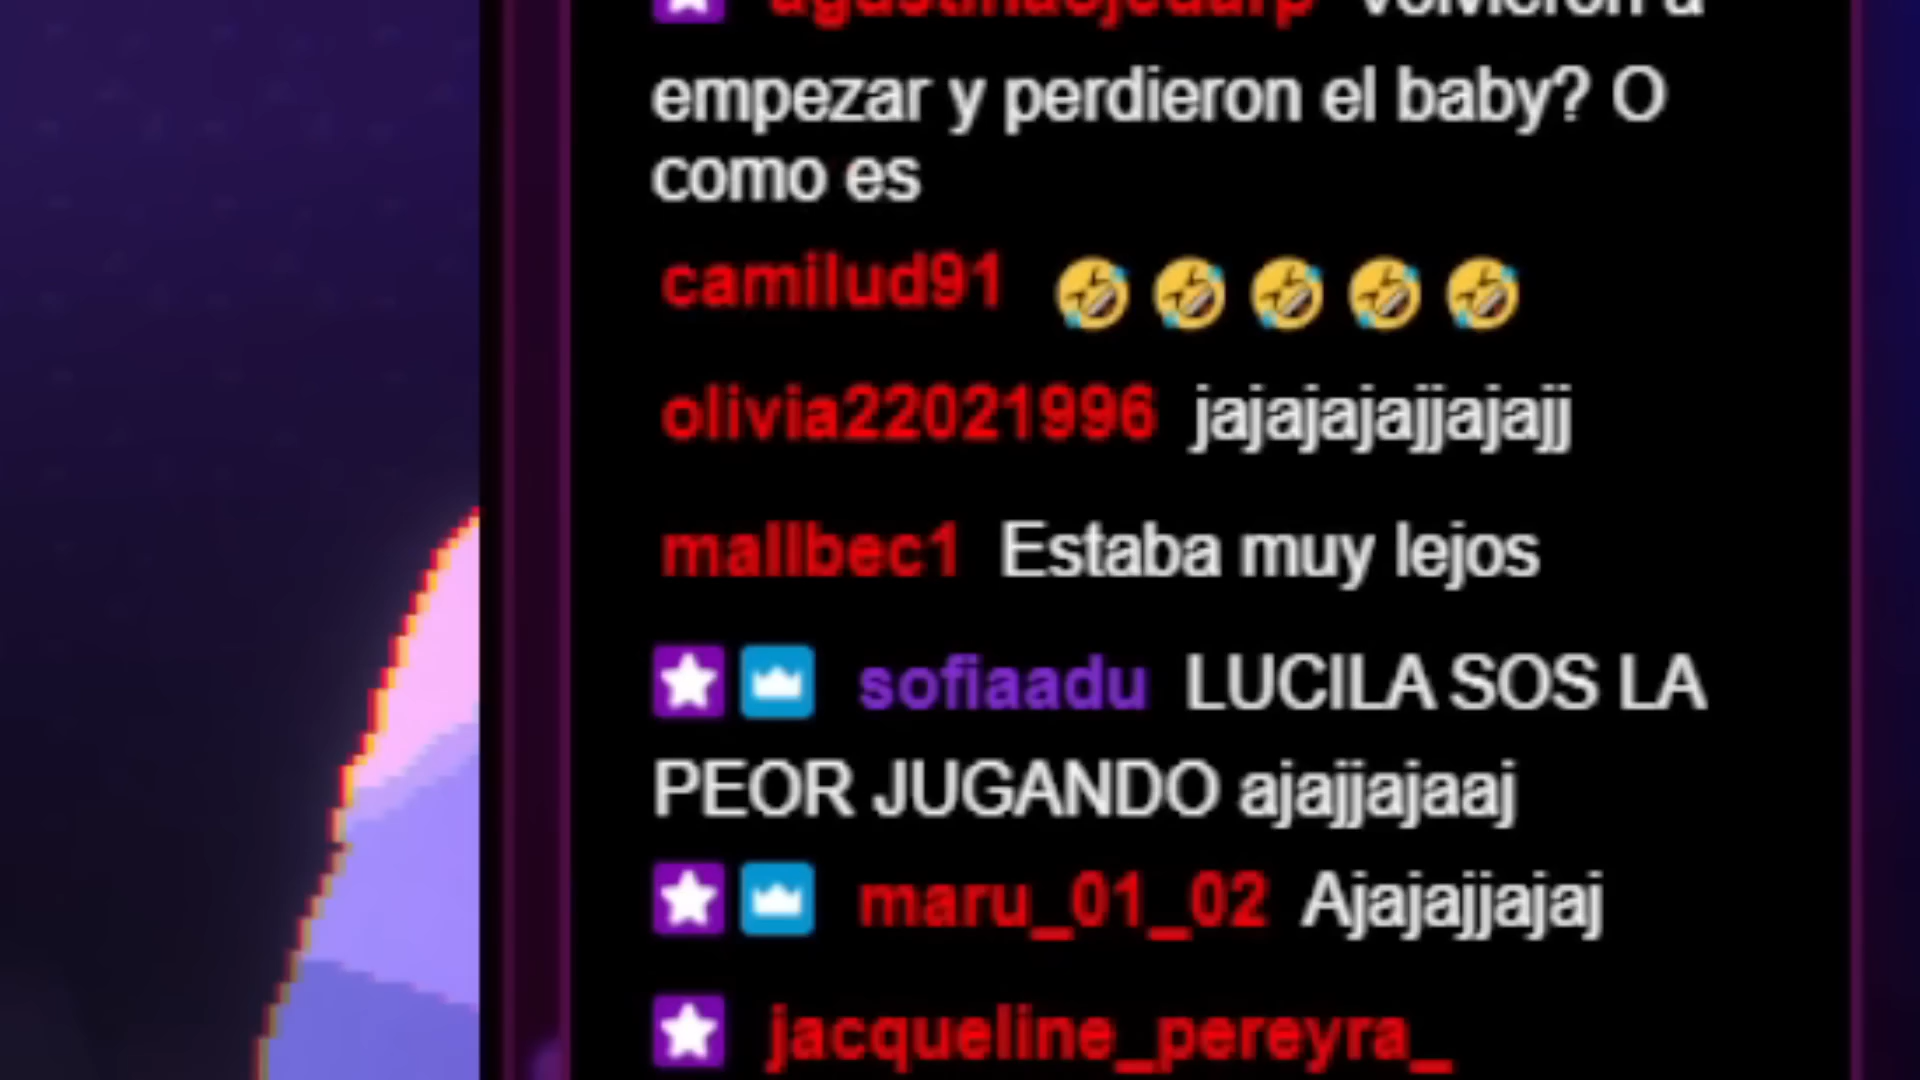 volvieron a
empezar y perdieron el baby? O
como es
camilud91 🤣 🤣 🤣 🤣 🤣
olivia22021996 jajajajajjajajj
mallbec1 Estaba muy lejos
sofiaadu LUCILA SOS LA
PEOR JUGANDO ajajjajaaj
maru_01_02 Ajajajjajaj
jacqueline_pereyra_